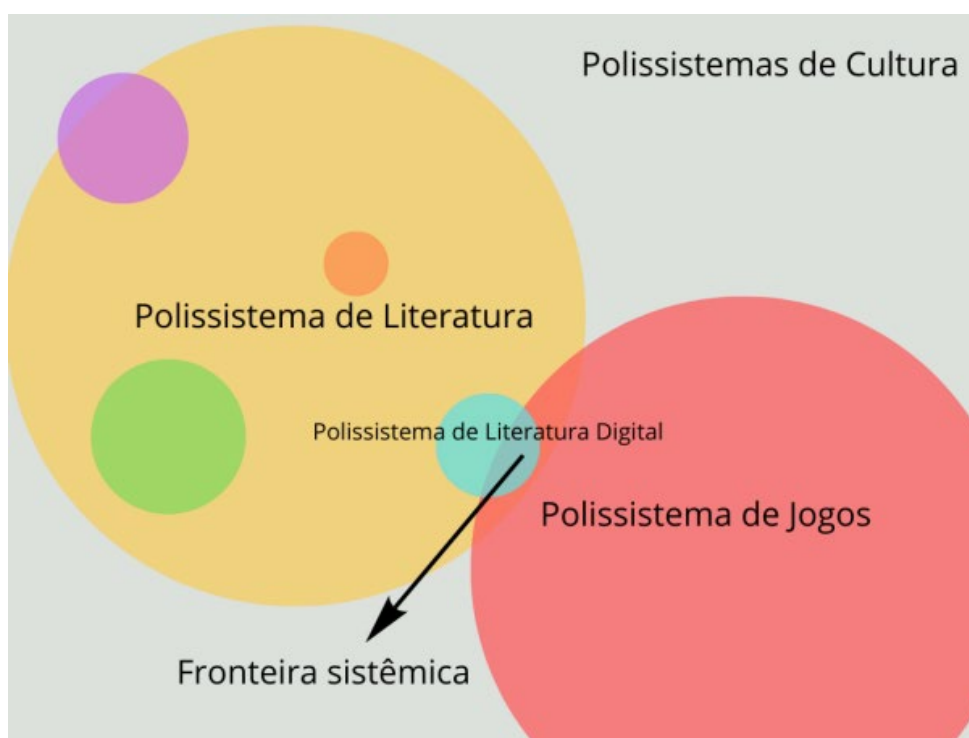 Polissistemas de Cultura
Polissistema de Literatura
Polissistema de Literatura Digital
Polissistema de Jogos
Fronteira sistêmica